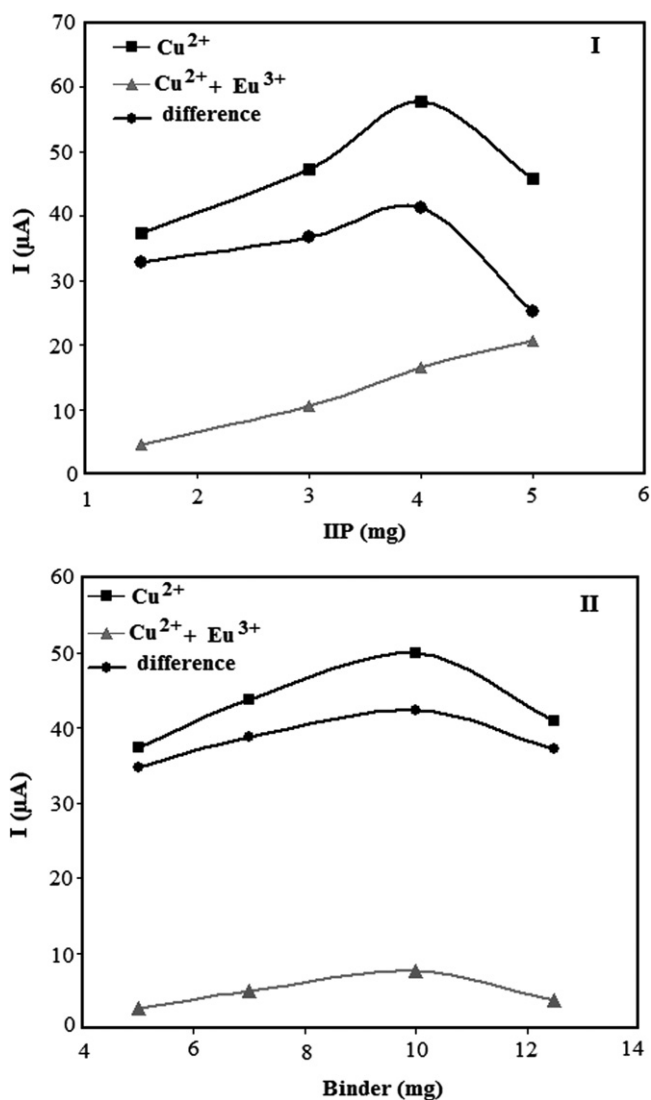 70
I
Cu2+
60
Cu2+ + Eu3+
difference
50
40
I (µA)
30
20
10
0
1 2 3 4 5 6
IIP (mg)
60
Cu2+
II
Cu2+ + Eu3+
50
difference
40
30
I (µA)
20
10
0
4 6 8 10 12 14
Binder (mg)